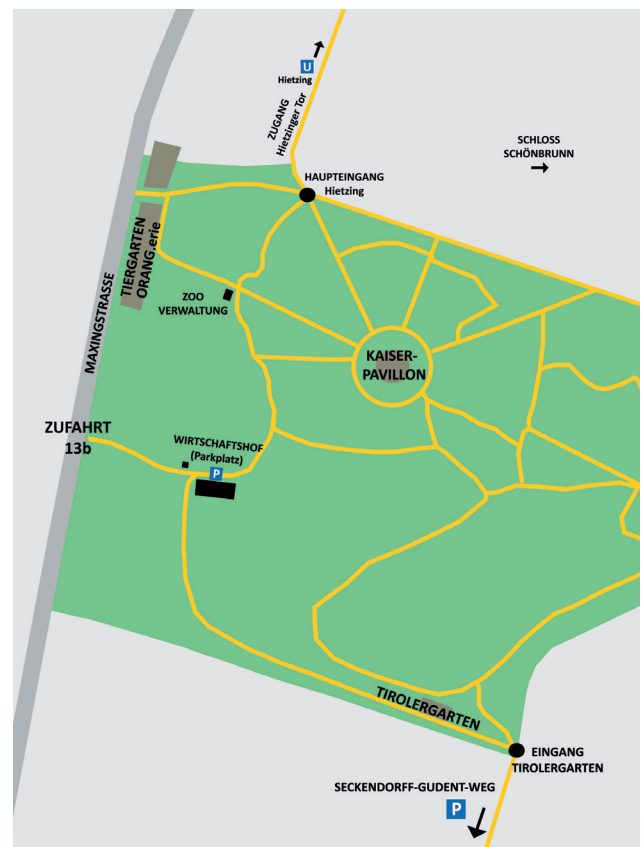 U
Hietzing
ZUGANG
Hietzinger Tor
SCHLOSS
SCHÖNBRUNN
HAUPTEINGANG
Hietzing
TIERGARTEN
ORANG.erie
MAXINGSTRASSE
ZOO
VERWALTUNG
KAISER-
PAVILLON
ZUFAHRT
13b
WIRTSCHAFTSHOF
(Parkplatz)
P
TIROLERGARTEN
EINGANG
TIROLERGARTEN
SECKENDORFF-GUDENT-WEG
P